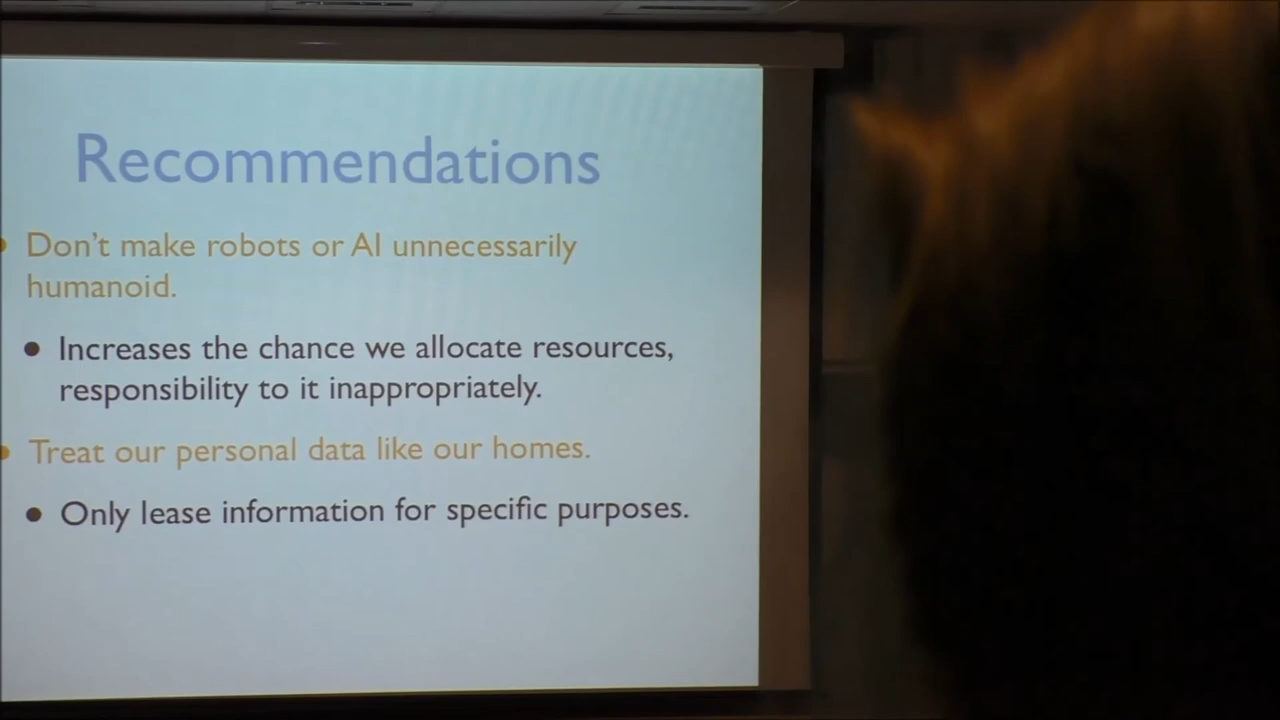 Recommendations
Don't make robots or AI unnecessarily
humanoid.
Increases the chance we allocate resources,
responsibility to it inappropriately.
Treat our personal data like our homes.
Only lease information for specific purposes.